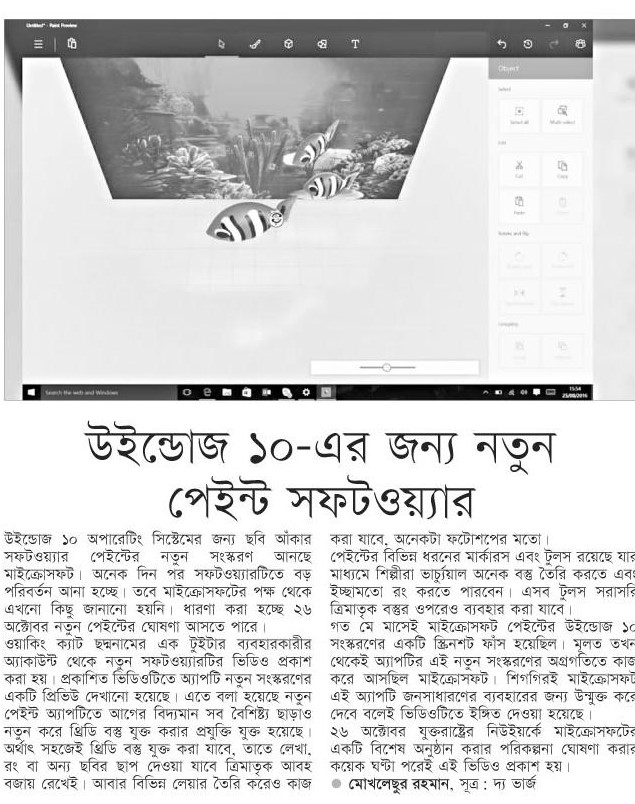 Untitled* - Paint Preview
Object
Select
Select all
Multi-select
Edit
Cut
Copy
Paste
Rotate and flip
Grouping
Search the web and Windows
15:54
25/08/2016
উইন্ডোজ ১০-এর জন্য নতুন
পেইন্ট সফটওয়্যার
উইন্ডোজ ১০ অপারেটিং সিস্টেমের জন্য ছবি আঁকার
সফটওয়্যার পেইন্টের নতুন সংস্করণ আনছে
মাইক্রোসফট। অনেক দিন পর সফটওয়্যারটিতে বড়
পরিবর্তন আনা হচ্ছে। তবে মাইক্রোসফটের পক্ষ থেকে
এখনো কিছু জানানো হয়নি। ধারণা করা হচ্ছে ২৬
অক্টোবর নতুন পেইন্টের ঘোষণা আসতে পারে।
ওয়াকিং ক্যাট ছদ্মনামের এক টুইটার ব্যবহারকারীর
অ্যাকাউন্ট থেকে নতুন সফটওয়্যারটির ভিডিও প্রকাশ
করা হয়। প্রকাশিত ভিডিওটিতে অ্যাপটি নতুন সংস্করণের
একটি প্রিভিউ দেখানো হয়েছে। এতে বলা হয়েছে নতুন
পেইন্ট অ্যাপটিতে আগের বিদ্যমান সব বৈশিষ্ট্য ছাড়াও
নতুন করে থ্রিডি বস্তু যুক্ত করার প্রযুক্তি যুক্ত হয়েছে।
অর্থাৎ সহজেই থ্রিডি বস্তু যুক্ত করা যাবে, তাতে লেখা,
রং বা অন্য ছবির ছাপ দেওয়া যাবে ত্রিমাতৃক আবহ
বজায় রেখেই। আবার বিভিন্ন লেয়ার তৈরি করেও কাজ
করা যাবে, অনেকটা ফটোশপের মতো।
পেইন্টের বিভিন্ন ধরনের মার্কারস এবং টুলস রয়েছে যার
মাধ্যমে শিল্পীরা ভার্চুয়াল অনেক বস্তু তৈরি করতে এবং
ইচ্ছামতো রং করতে পারবেন। এসব টুলস সরাসরি
ত্রিমাতৃক বস্তুর ওপরেও ব্যবহার করা যাবে।
গত মে মাসেই মাইক্রোসফট পেইন্টের উইন্ডোজ ১০
সংস্করণের একটি স্ক্রিনশট ফাঁস হয়েছিল। মূলত তখন
থেকেই অ্যাপটির এই নতুন সংস্করণের অগ্রগতিতে কাজ
করে আসছিল মাইক্রোসফট। শিগগিরই মাইক্রোসফট
এই অ্যাপটি জনসাধারণের ব্যবহারের জন্য উন্মুক্ত করে
দেবে বলেই ভিডিওটিতে ইঙ্গিত দেওয়া হয়েছে।
২৬ অক্টোবর যুক্তরাষ্ট্রের নিউইয়র্কে মাইক্রোসফটের
একটি বিশেষ অনুষ্ঠান করার পরিকল্পনা ঘোষণা করার
কয়েক ঘণ্টা পরেই এই ভিডিও প্রকাশ হয়।
মোখলেছুর রহমান, সূত্র : দ্য ভার্জ